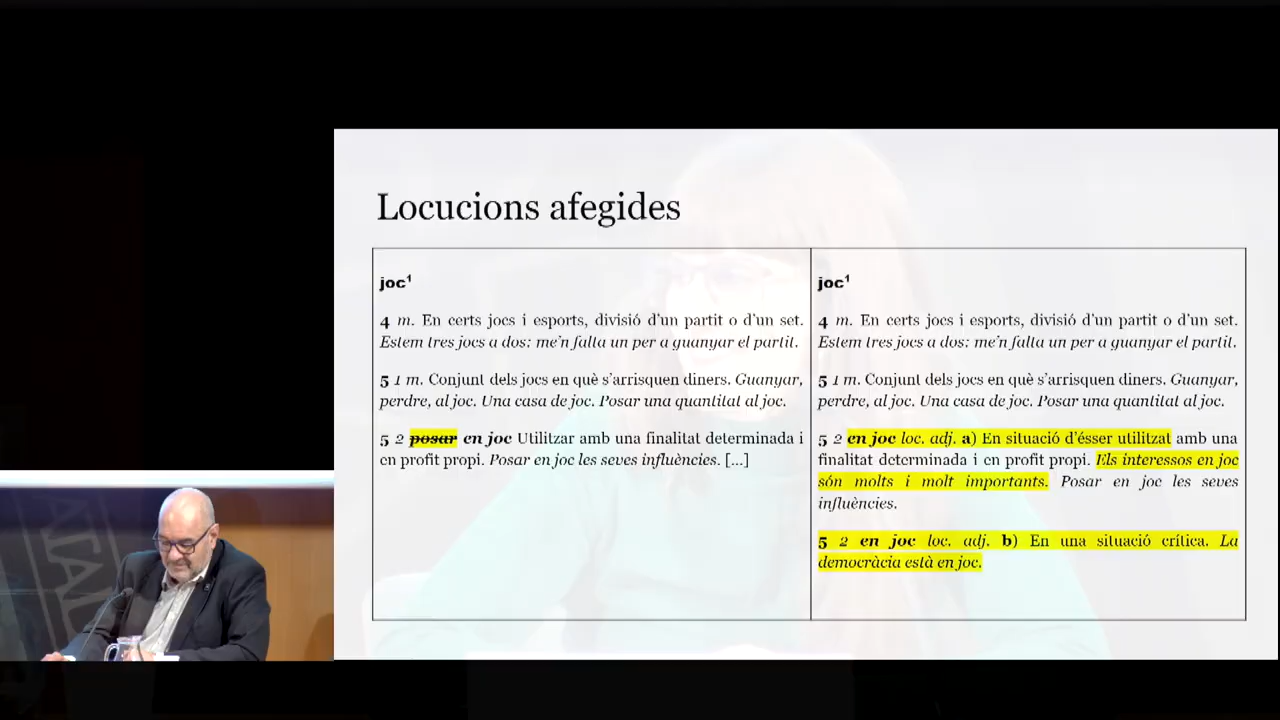 Locucions afegides
joc¹
4 m. En certs jocs i esports, divisió d'un partit o d'un set.
Estem tres jocs a dos: me'n falta un per a guanyar el partit.
5 1 m. Conjunt dels jocs en què s'arrisquen diners. Guanyar,
perdre, al joc. Una casa de joc. Posar una quantitat al joc.
5 2 posar en joc Utilitzar amb una finalitat determinada i
en profit propi. Posar en joc les seves influències. [...]
joc¹
4 m. En certs jocs i esports, divisió d'un partit o d'un set.
Estem tres jocs a dos: me'n falta un per a guanyar el partit.
5 1 m. Conjunt dels jocs en què s'arrisquen diners. Guanyar,
perdre, al joc. Una casa de joc. Posar una quantitat al joc.
5 2 en joc loc. adj. a) En situació d'ésser utilitzat amb una
finalitat determinada i en profit propi. Els interessos en joc
són molts i molt importants. Posar en joc les seves
influències.
5 2 en joc loc. adj. b) En una situació crítica. La
democràcia està en joc.